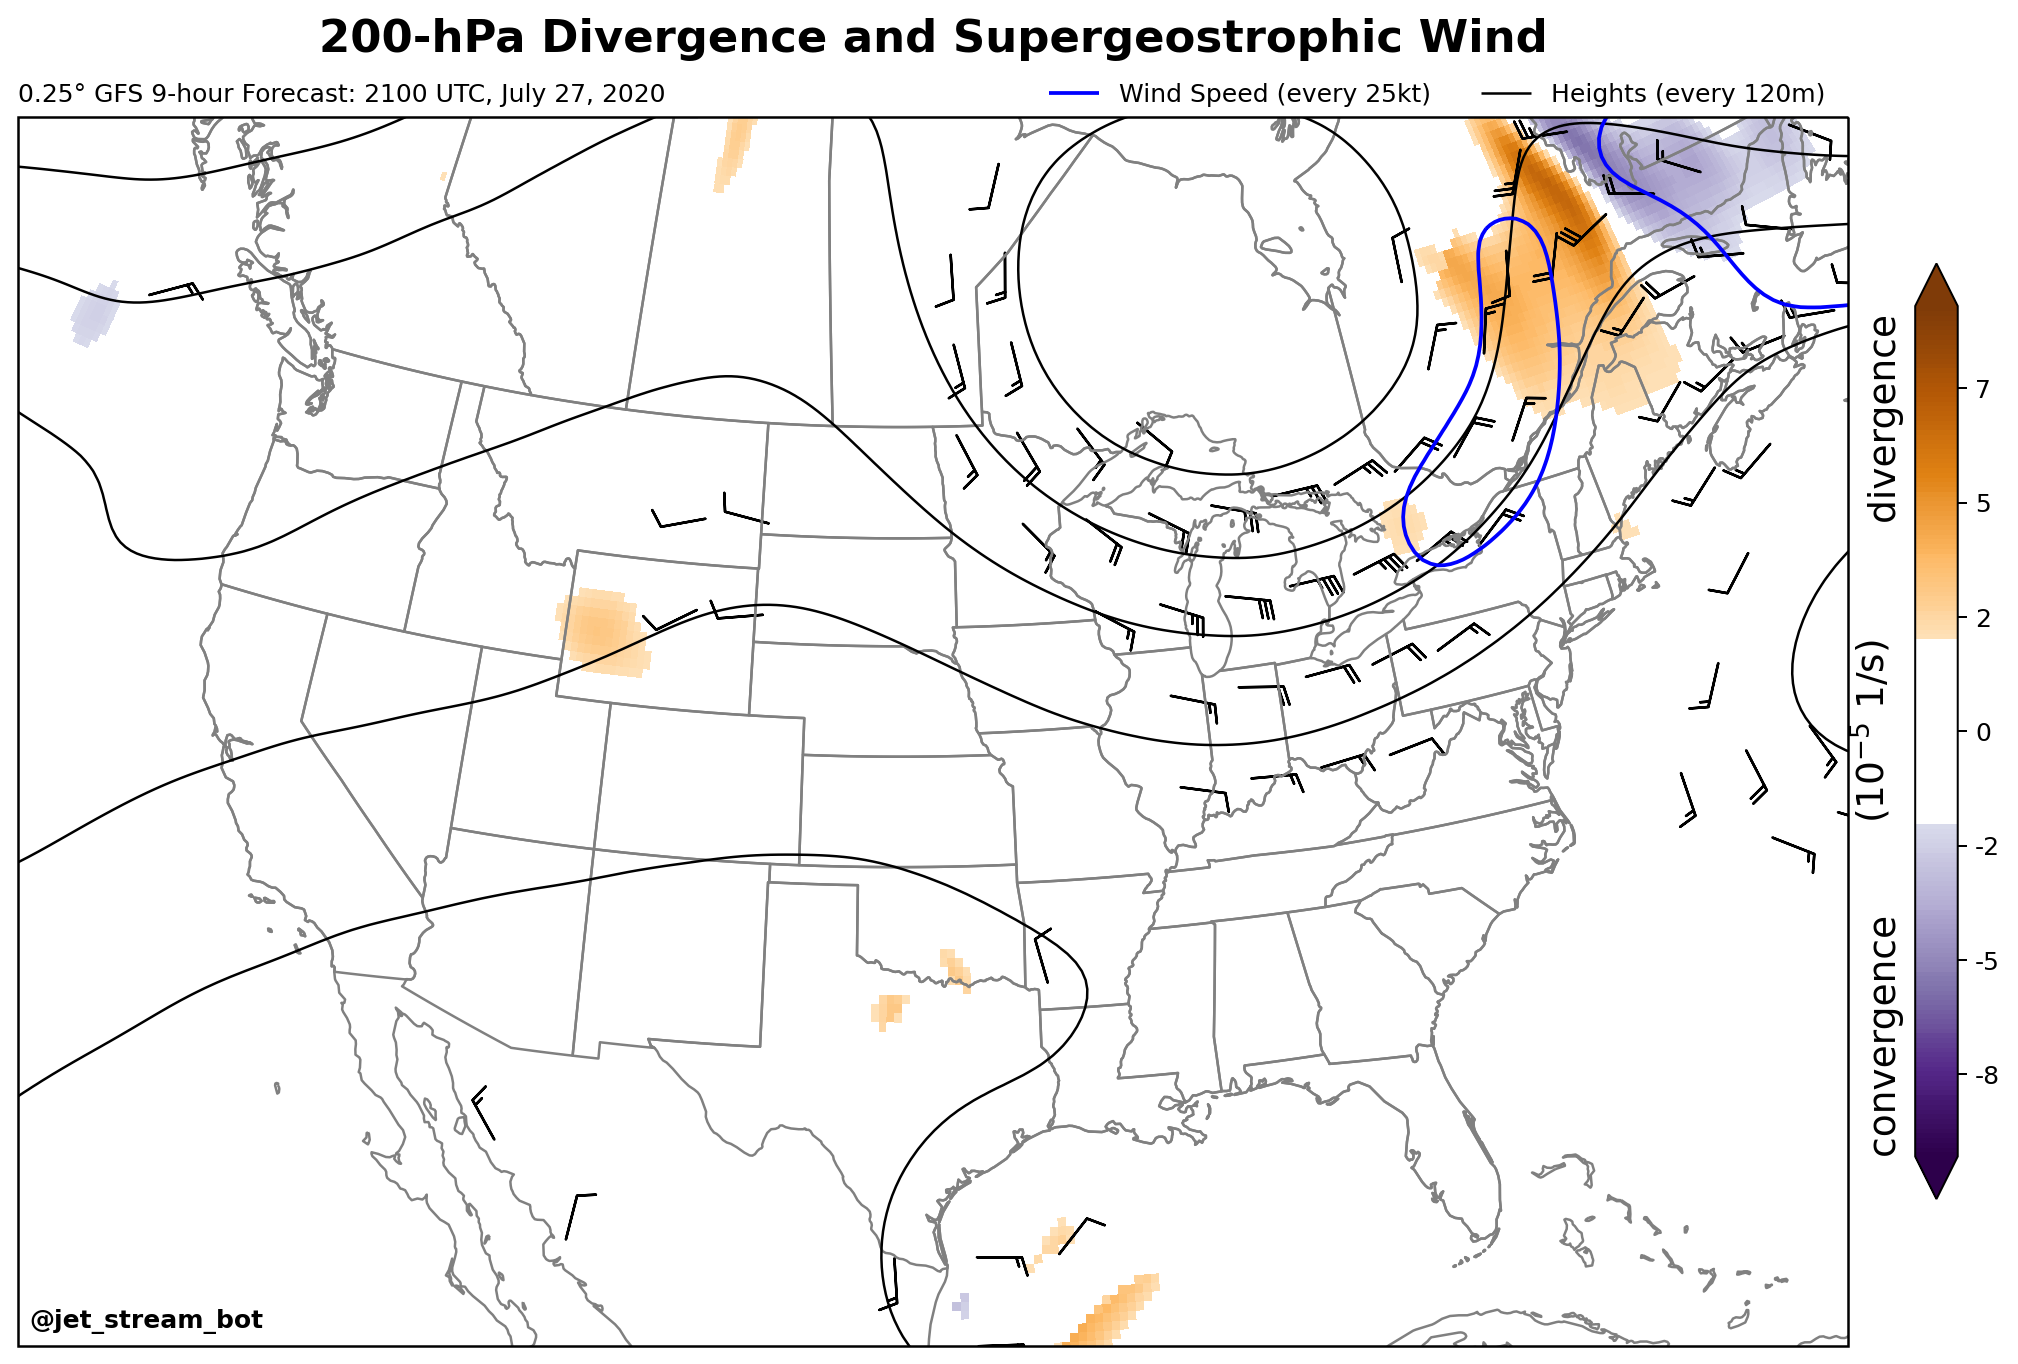 200-hPa Divergence and Supergeostrophic Wind
0.25° GFS 9-hour Forecast: 2100 UTC, July 27, 2020
Wind Speed (every 25kt)
Heights (every 120m)
divergence
(10⁻⁵ 1/s)
convergence
7
5
2
0
-2
-5
-8
@jet_stream_bot